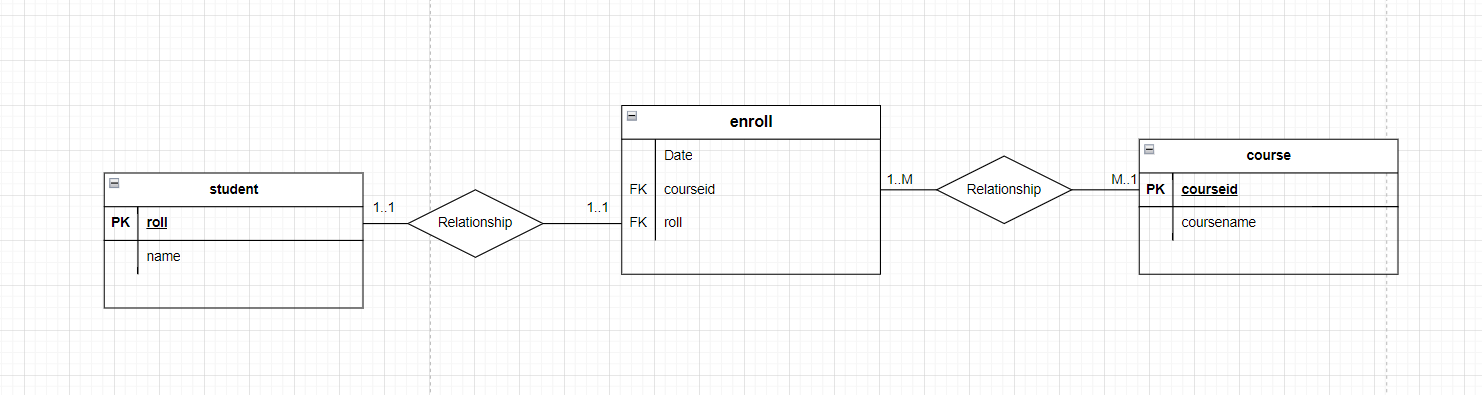 student
PK roll
name
1..1
Relationship
1..1
enroll
Date
FK courseid
FK roll
1..M
Relationship
M..1
course
PK courseid
coursename